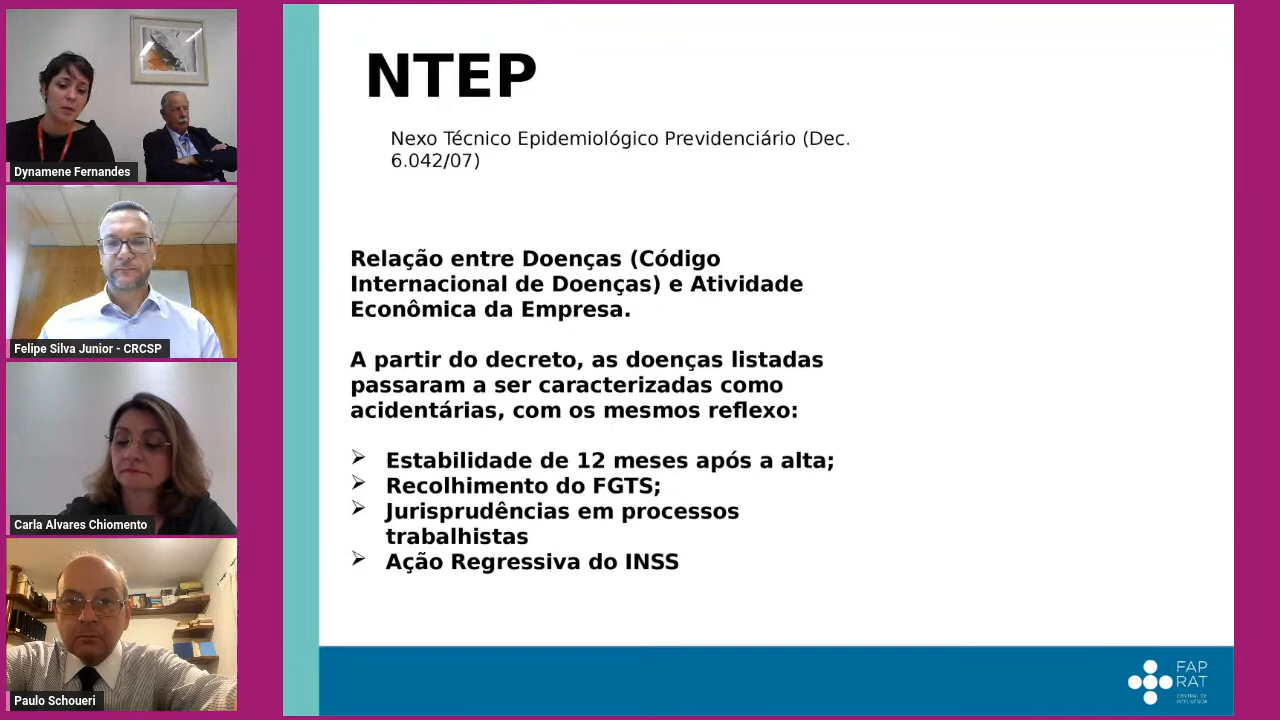 Dynamene Fernandes
Felipe Silva Junior - CRCSP
Carla Alvares Chiomento
Paulo Schoueri
NTEP
Nexo Técnico Epidemiológico Previdenciário (Dec.
6.042/07)
Relação entre Doenças (Código
Internacional de Doenças) e Atividade
Econômica da Empresa.
A partir do decreto, as doenças listadas
passaram a ser caracterizadas como
acidentárias, com os mesmos reflexo:
Estabilidade de 12 meses após a alta;
Recolhimento do FGTS;
Jurisprudências em processos
trabalhistas
Ação Regressiva do INSS
FAP
RAT
CENTRAL DE
INTELIGÊNCIA